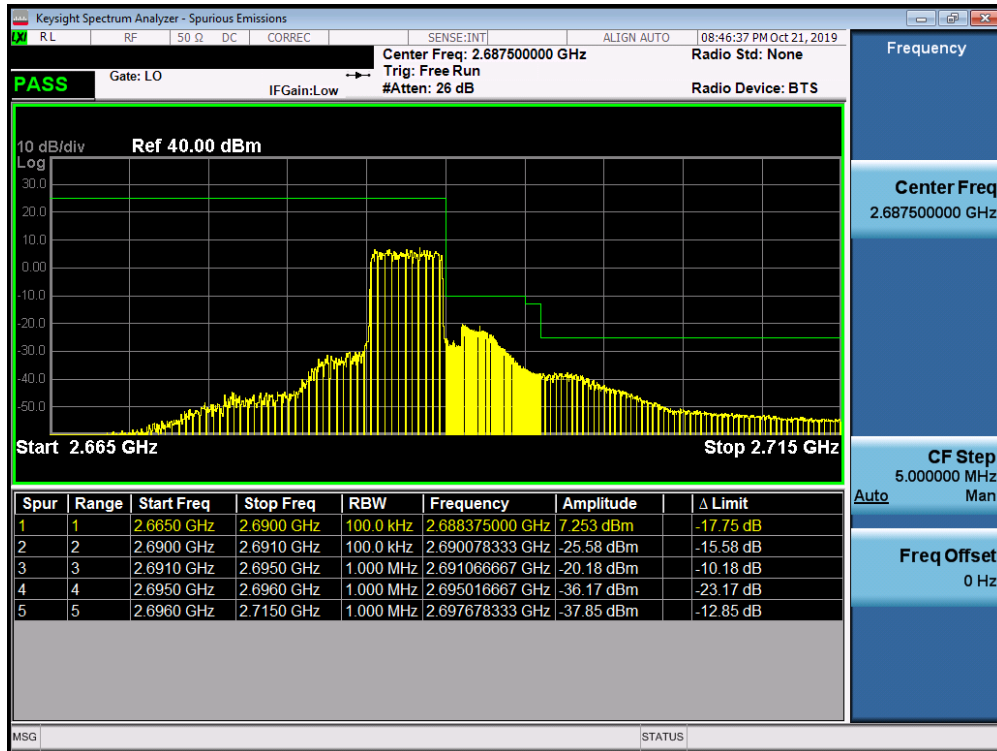 Keysight Spectrum Analyzer - Spurious Emissions
LXI RL RF 50 Ω DC CORREC SENSE:INT ALIGN AUTO 08:46:37 PM Oct 21, 2019
Frequency
Center Freq: 2.687500000 GHz Radio Std: None
PASS Gate: LO Trig: Free Run
IFGain:Low #Atten: 26 dB Radio Device: BTS
10 dB/div Ref 40.00 dBm
Log
30.0
20.0
10.0
0.00
-10.0
-20.0
-30.0
-40.0
-50.0
Start 2.665 GHz Stop 2.715 GHz
Spur Range Start Freq Stop Freq RBW Frequency Amplitude Δ Limit
1 1 2.6650 GHz 2.6900 GHz 100.0 kHz 2.688375000 GHz 7.253 dBm -17.75 dB
2 2 2.6900 GHz 2.6910 GHz 100.0 kHz 2.690078333 GHz -25.58 dBm -15.58 dB
3 3 2.6910 GHz 2.6950 GHz 1.000 MHz 2.691066667 GHz -20.18 dBm -10.18 dB
4 4 2.6950 GHz 2.6960 GHz 1.000 MHz 2.695016667 GHz -36.17 dBm -23.17 dB
5 5 2.6960 GHz 2.7150 GHz 1.000 MHz 2.697678333 GHz -37.85 dBm -12.85 dB
Center Freq
2.687500000 GHz
CF Step
5.000000 MHz
Auto Man
Freq Offset
0 Hz
MSG STATUS